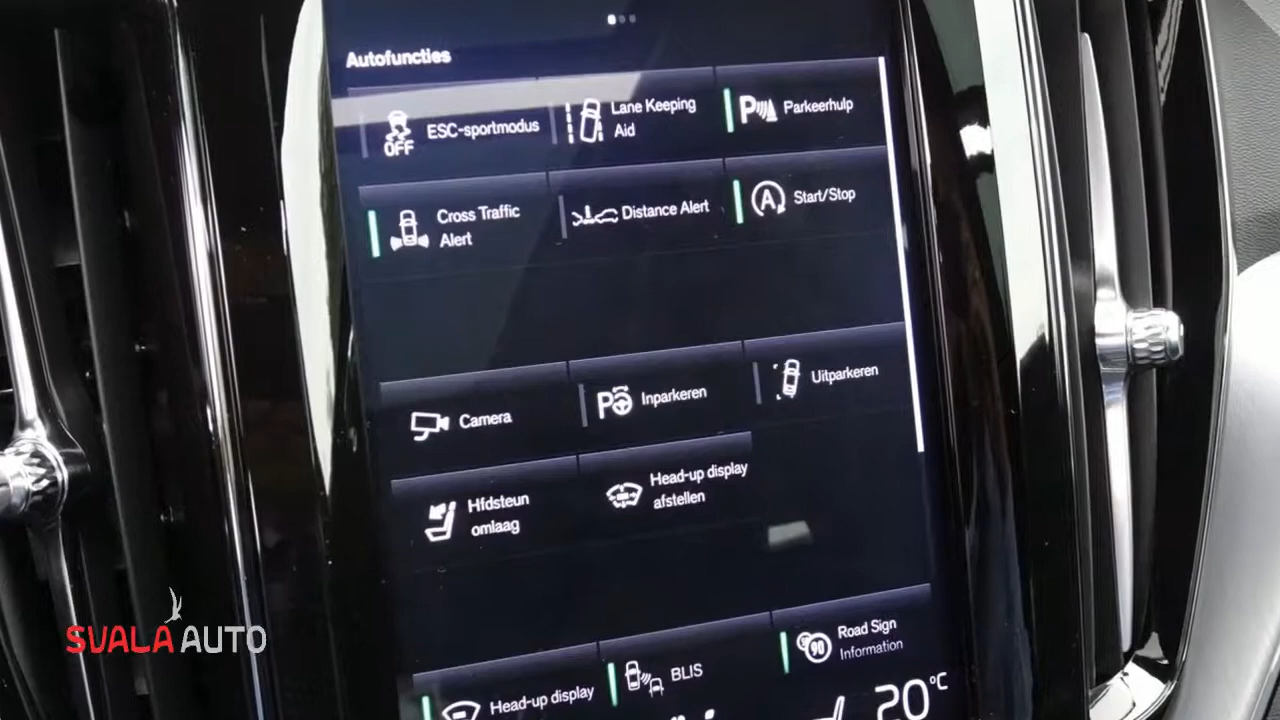 Autofuncties
OFF
ESC-sportmodus
Lane Keeping
Aid
P
Parkeerhulp
Cross Traffic
Alert
Distance Alert
A
Start/Stop
Camera
P
Inparkeren
Uitparkeren
Hfdsteun
omlaag
Head-up display
afstellen
Head-up display
BLIS
90
Road Sign
Information
20°C
SVALA AUTO